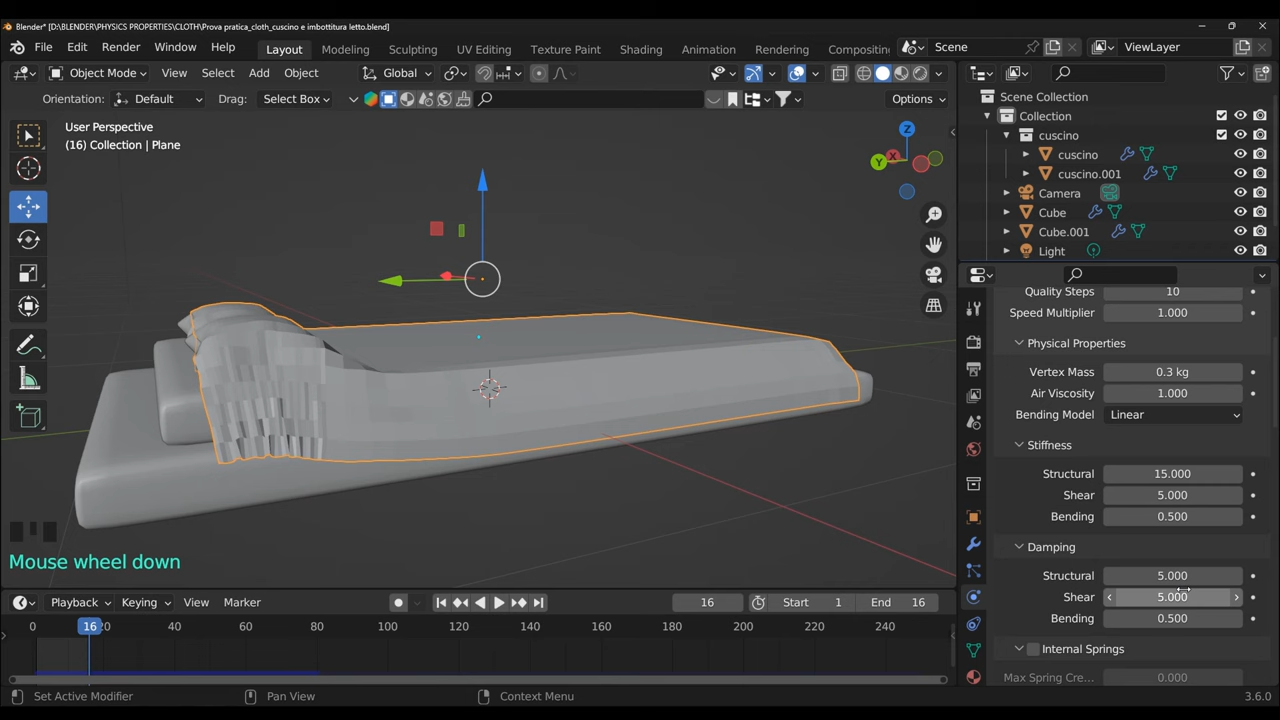 Blender* [D:\BLENDER\PHYSICS PROPERTIES\CLOTH\Prova pratica_cloth_cuscino e imbottitura letto.blend]
File Edit Render Window Help Layout Modeling Sculpting UV Editing Texture Paint Shading Animation Rendering Compositing Scene ViewLayer
Object Mode View Select Add Object Global
Orientation: Default Drag: Select Box Options
User Perspective
(16) Collection | Plane
Z
Y
X
Scene Collection
Collection
cuscino
cuscino
cuscino.001
Camera
Cube
Cube.001
Light
Quality Steps 10
Speed Multiplier 1.000
Physical Properties
Vertex Mass 0.3 kg
Air Viscosity 1.000
Bending Model Linear
Stiffness
Structural 15.000
Shear 5.000
Bending 0.500
Damping
Structural 5.000
Shear 5.000
Bending 0.500
Internal Springs
Max Spring Cre... 0.000
Mouse wheel down
Playback Keying View Marker 16 Start 1 End 16
0 16 20 40 60 80 100 120 140 160 180 200 220 240
Set Active Modifier Pan View Context Menu 3.6.0